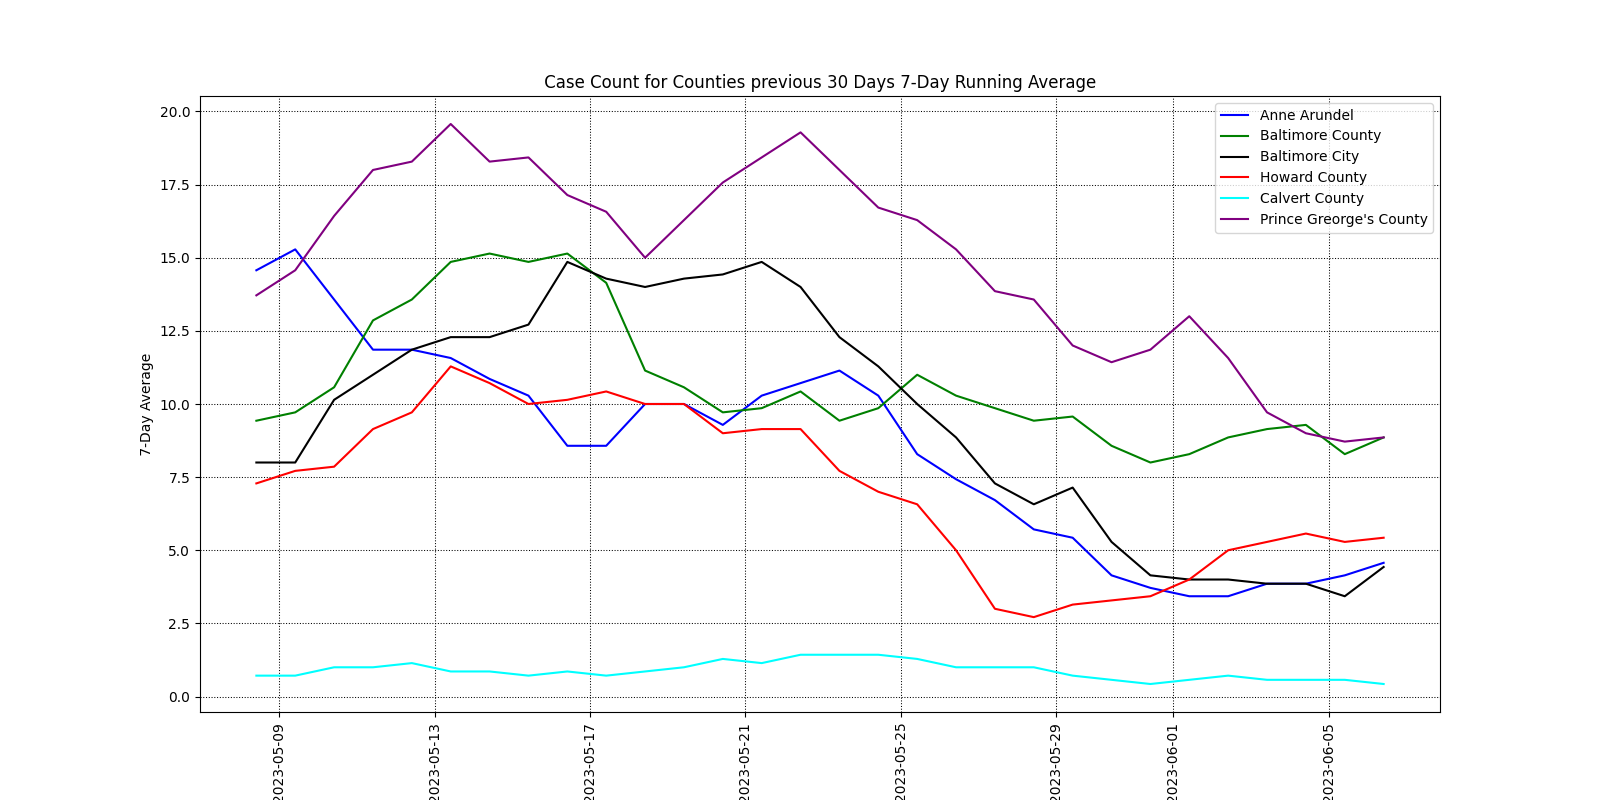 Case Count for Counties previous 30 Days 7-Day Running Average
20.0
17.5
15.0
12.5
10.0
7.5
5.0
2.5
0.0
7-Day Average
Anne Arundel
Baltimore County
Baltimore City
Howard County
Calvert County
Prince Greorge's County
2023-05-09
2023-05-13
2023-05-17
2023-05-21
2023-05-25
2023-05-29
2023-06-01
2023-06-05